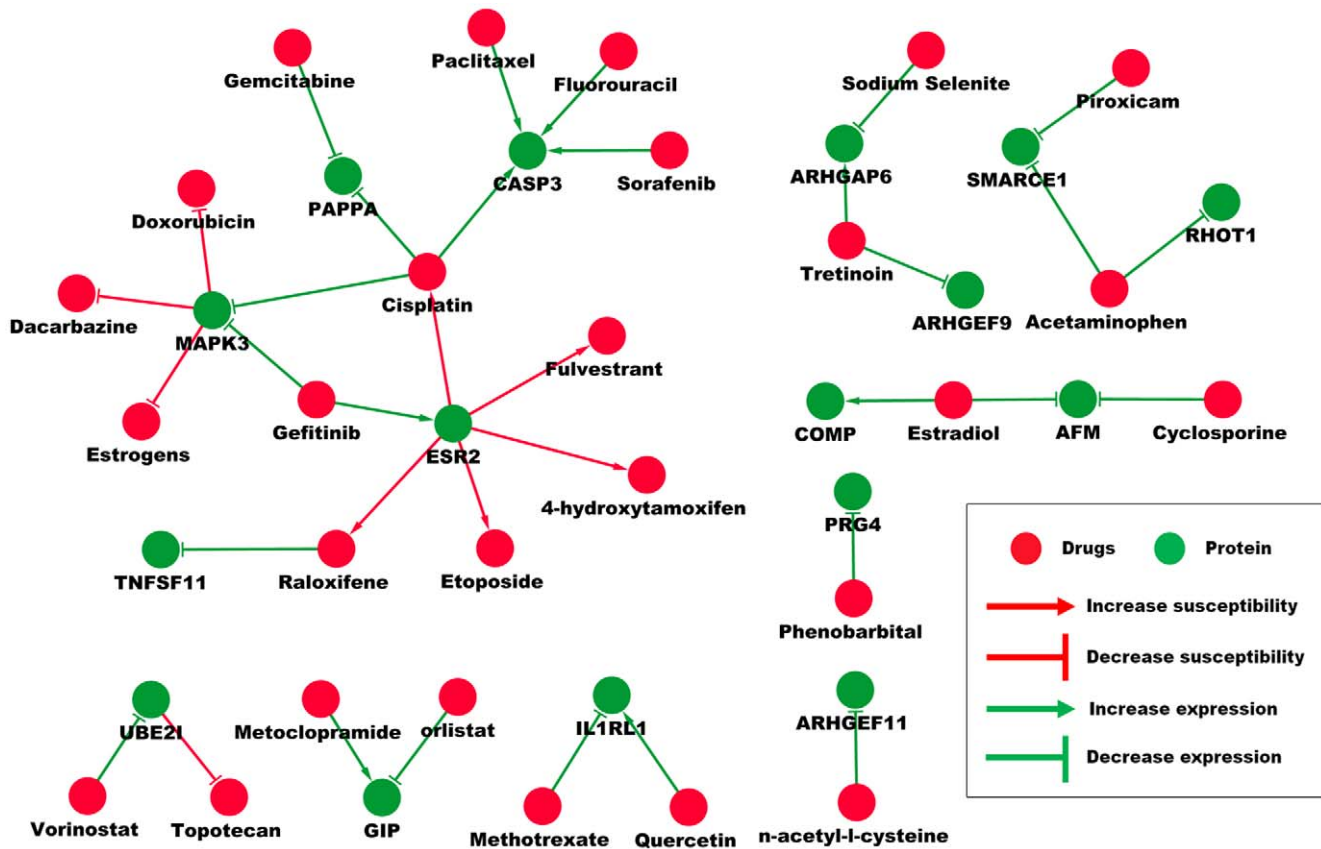 Paclitaxel
Gemcitabine
Fluorouracil
Sodium Selenite
Piroxicam
CASP3
Sorafenib
ARHGAP6
SMARCE1
PAPPA
Doxorubicin
RHOT1
Tretinoin
Cisplatin
Dacarbazine
MAPK3
ARHGEF9
Acetaminophen
Fulvestrant
Gefitinib
Estrogens
ESR2
COMP
Estradiol
AFM
Cyclosporine
4-hydroxytamoxifen
PRG4
TNFSF11
Raloxifene
Etoposide
Drugs
Protein
Increase susceptibility
Phenobarbital
Decrease susceptibility
Increase expression
Decrease expression
UBE2I
Metoclopramide
orlistat
IL1RL1
ARHGEF11
Vorinostat
Topotecan
GIP
Methotrexate
Quercetin
n-acetyl-l-cysteine